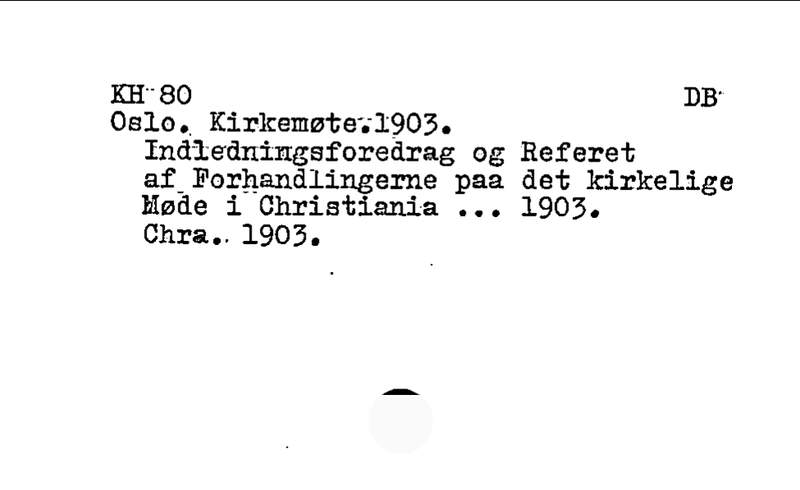 KH 80 DB
Oslo. Kirkemøte.1903.
Indledningsforedrag og Referet
af Forhandlingerne paa det kirkelige
Møde i Christiania ... 1903.
Chra. 1903.